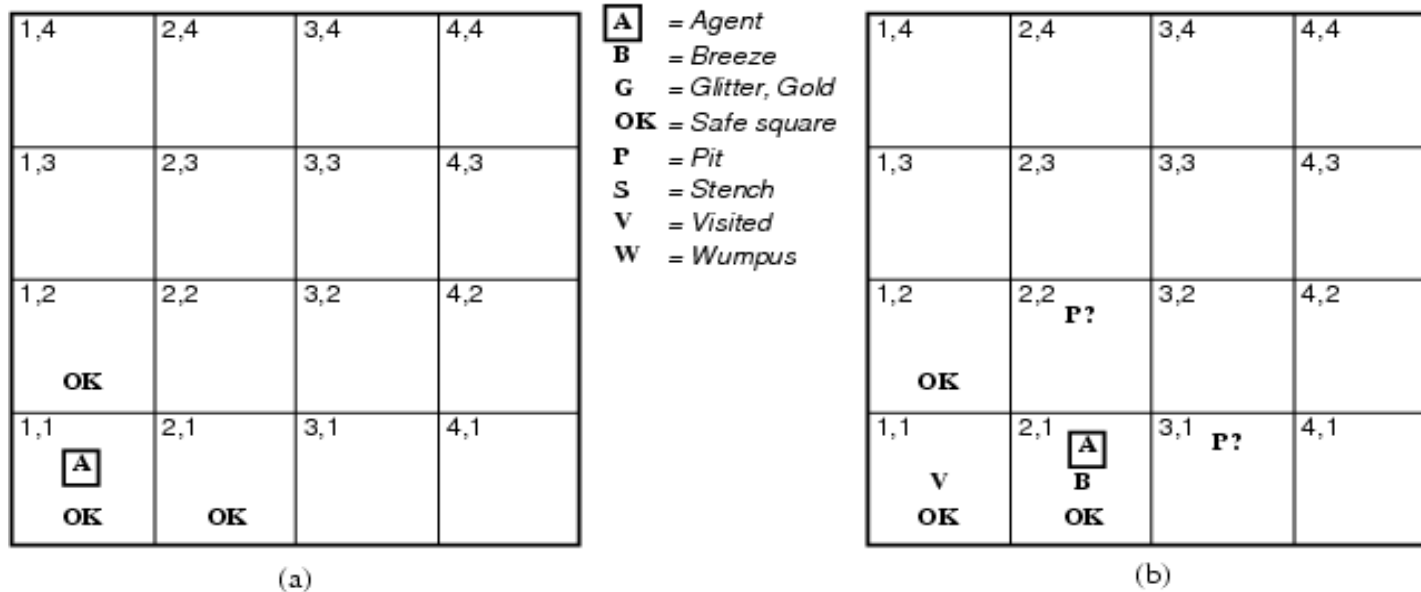 1,4 2,4 3,4 4,4
1,3 2,3 3,3 4,3
1,2 2,2 3,2 4,2
OK
1,1 2,1 3,1 4,1
A
OK OK
(a)
A = Agent
B = Breeze
G = Glitter, Gold
OK = Safe square
P = Pit
S = Stench
V = Visited
W = Wumpus
1,4 2,4 3,4 4,4
1,3 2,3 3,3 4,3
1,2 2,2 3,2 4,2
P?
OK
1,1 2,1 3,1 4,1
A P?
V B
OK OK
(b)